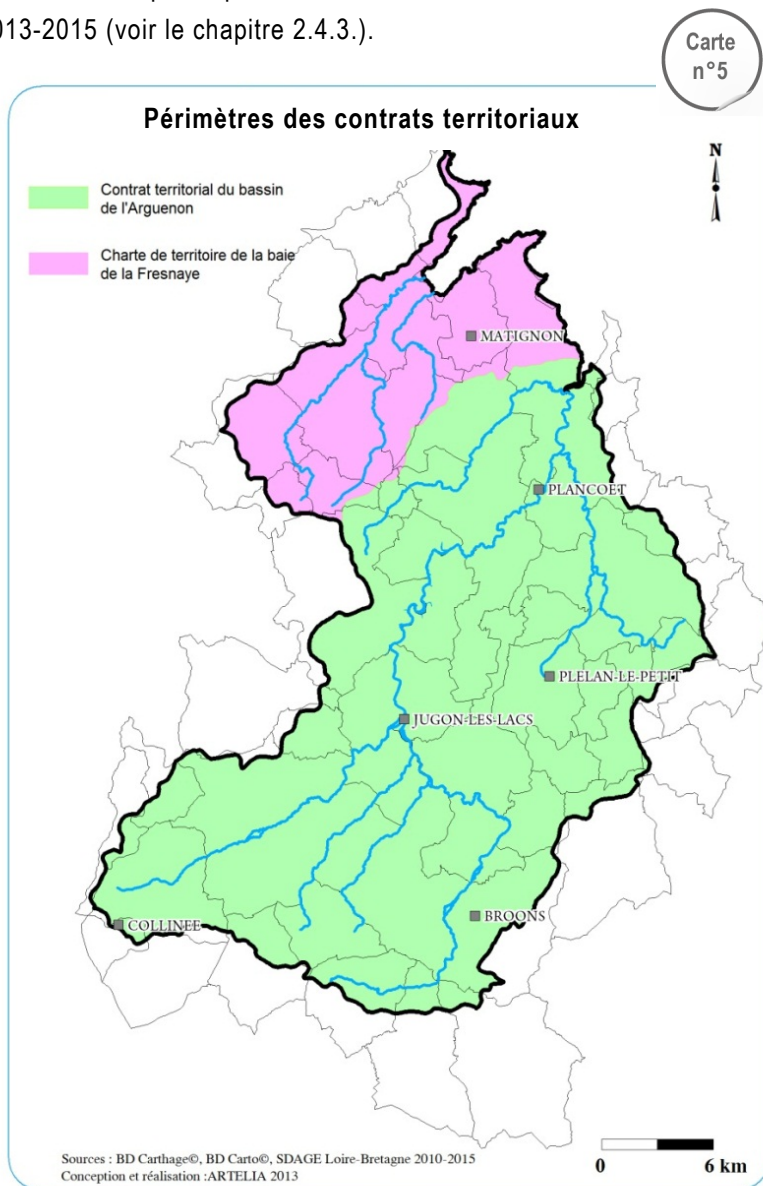 013-2015 (voir le chapitre 2.4.3.).
Carte
n°5
Périmètres des contrats territoriaux
N
Contrat territorial du bassin
de l'Arguenon
Charte de territoire de la baie
de la Fresnaye
MATIGNON
PLANCOET
PLELAN-LE-PETIT
JUGON-LES-LACS
BROONS
COLLINEE
Sources : BD Carthage©, BD Carto©, SDAGE Loire-Bretagne 2010-2015
Conception et réalisation :ARTELIA 2013
0 6 km